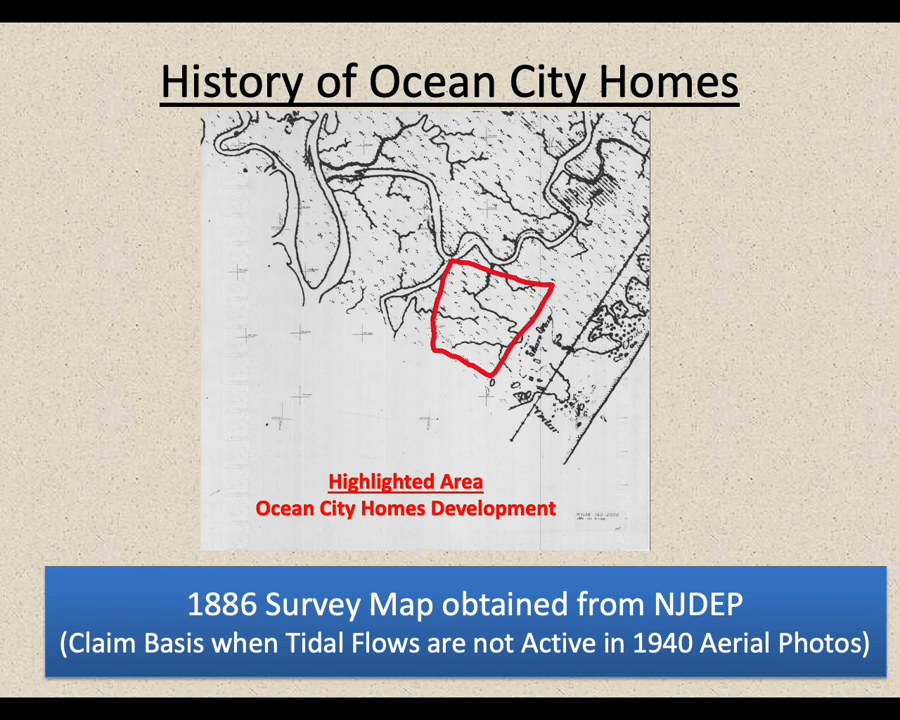 History of Ocean City Homes
Highlighted Area
Ocean City Homes Development
1886 Survey Map obtained from NJDEP
(Claim Basis when Tidal Flows are not Active in 1940 Aerial Photos)